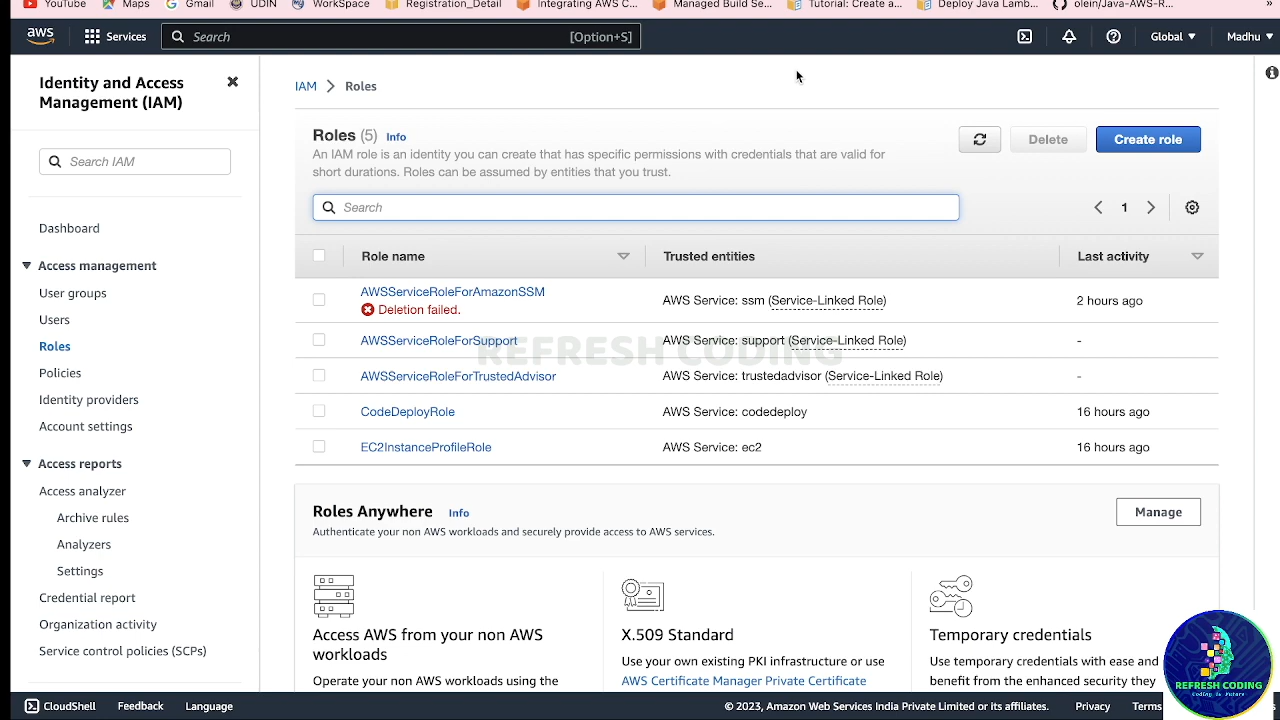 YouTube
Maps
Gmail
UDIN
WorkSpace
Registration_Detail
Integrating AWS C...
Managed Build Se...
Tutorial: Create a...
Deploy Java Lamb...
olein/Java-AWS-R...
aws
Services
Search
[Option+S]
Global
Madhu
Identity and Access
Management (IAM)
Search IAM
Dashboard
Access management
User groups
Users
Roles
Policies
Identity providers
Account settings
Access reports
Access analyzer
Archive rules
Analyzers
Settings
Credential report
Organization activity
Service control policies (SCPs)
IAM > Roles
Roles (5) Info
An IAM role is an identity you can create that has specific permissions with credentials that are valid for
short durations. Roles can be assumed by entities that you trust.
Delete
Create role
Search
1
Role name
Trusted entities
Last activity
AWSServiceRoleForAmazonSSM
Deletion failed.
AWS Service: ssm (Service-Linked Role)
2 hours ago
AWSServiceRoleForSupport
AWS Service: support (Service-Linked Role)
-
REFRESH CODING
AWSServiceRoleForTrustedAdvisor
AWS Service: trustedadvisor (Service-Linked Role)
-
CodeDeployRole
AWS Service: codedeploy
16 hours ago
EC2InstanceProfileRole
AWS Service: ec2
16 hours ago
Roles Anywhere Info
Authenticate your non AWS workloads and securely provide access to AWS services.
Manage
Access AWS from your non AWS
workloads
Operate your non AWS workloads using the
X.509 Standard
Use your own existing PKI infrastructure or use
AWS Certificate Manager Private Certificate
Temporary credentials
Use temporary credentials with ease and
benefit from the enhanced security they
REFRESH CODING
CloudShell
Feedback
Language
© 2023, Amazon Web Services India Private Limited or its affiliates.
Privacy
Terms